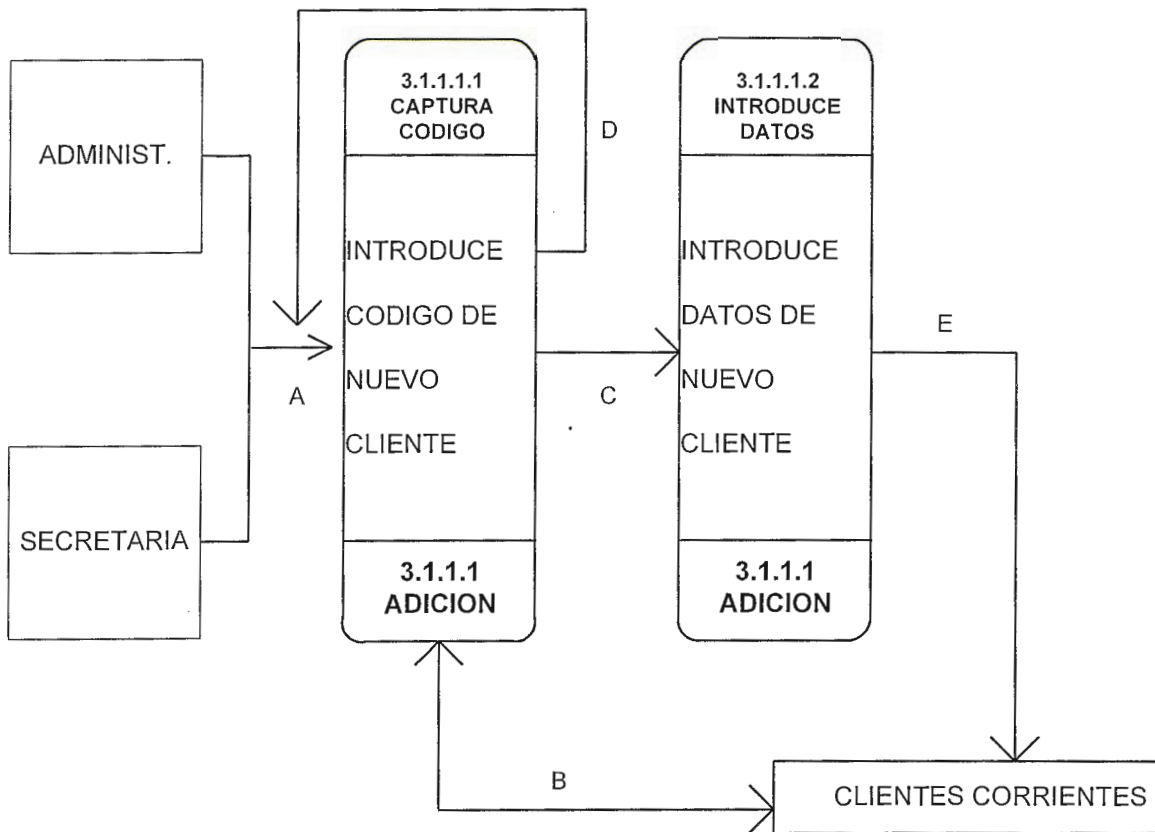 ADMINIST.
SECRETARIA
A
3.1.1.1.1
CAPTURA
CODIGO
INTRODUCE
CODIGO DE
NUEVO
CLIENTE
3.1.1.1
ADICION
D
C
B
3.1.1.1.2
INTRODUCE
DATOS
INTRODUCE
DATOS DE
NUEVO
CLIENTE
3.1.1.1
ADICION
E
CLIENTES CORRIENTES